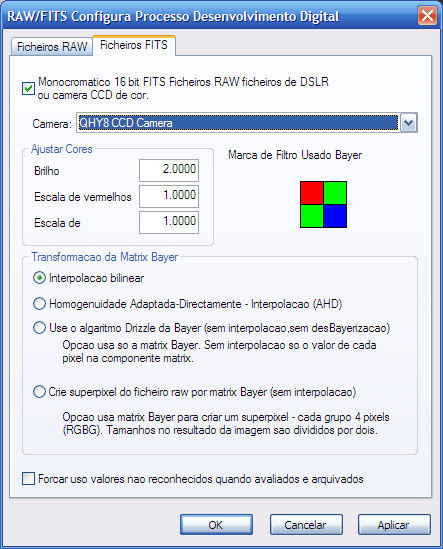 RAW/FITS Configura Processo Desenvolvimento Digital
Ficheiros RAW
Ficheiros FITS
Monocromatico 16 bit FITS Ficheiros RAW ficheiros de DSLR
ou camera CCD de cor.
Camera:
QHY8 CCD Camera
Ajustar Cores
Brilho
2.0000
Escala de vermelhos
1.0000
Escala de
1.0000
Marca de Filtro Usado Bayer
Transformacao da Matrix Bayer
Interpolacao bilinear
Homogenuidade Adaptada-Directamente - Interpolacao (AHD)
Use o algaritmo Drizzle da Bayer (sem interpolacao,sem desBayerizacao)
Opcao usa so a matrix Bayer. Sem interpolacao so o valor de cada
pixel na componente matrix.
Crie superpixel do ficheiro raw por matrix Bayer (sem interpolacao)
Opcao usa matrix Bayer para criar um superpixel - cada grupo 4 pixels
(RGBG). Tamanhos no resultado da imagem sao divididos por dois.
Forcar uso valores nao reconhecidos quando avaliados e arquivados
OK
Cancelar
Aplicar